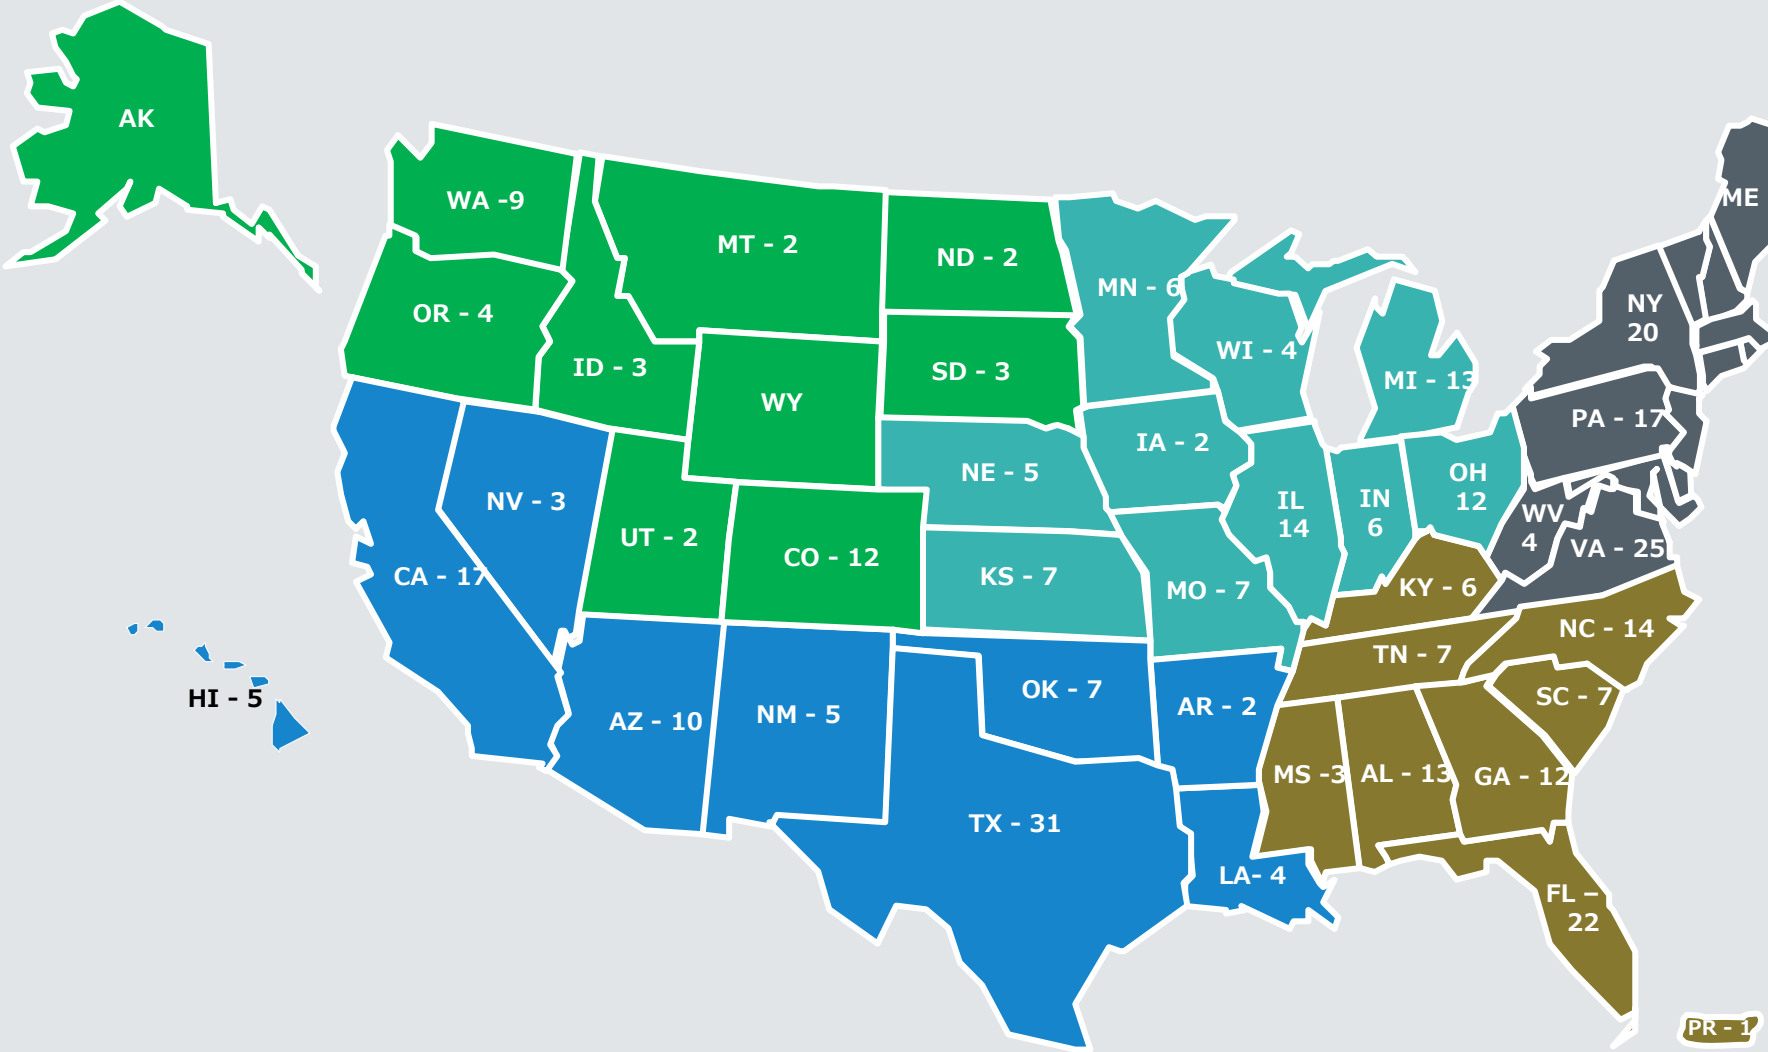 AK
ME
WA -9
MT - 2
ND - 2
MN - 6
OR - 4
NY
20
WI - 4
ID - 3
SD - 3
MI - 13
WY
PA - 17
IA - 2
NE - 5
OH
12
NV - 3
IL
14
IN
6
WV
4
UT - 2
CO - 12
VA - 25
CA - 17
KS - 7
MO - 7
KY - 6
NC - 14
TN - 7
HI - 5
OK - 7
SC - 7
AR - 2
NM - 5
AZ - 10
MS -3
AL - 13
GA - 12
TX - 31
LA- 4
FL –
22
PR - 1